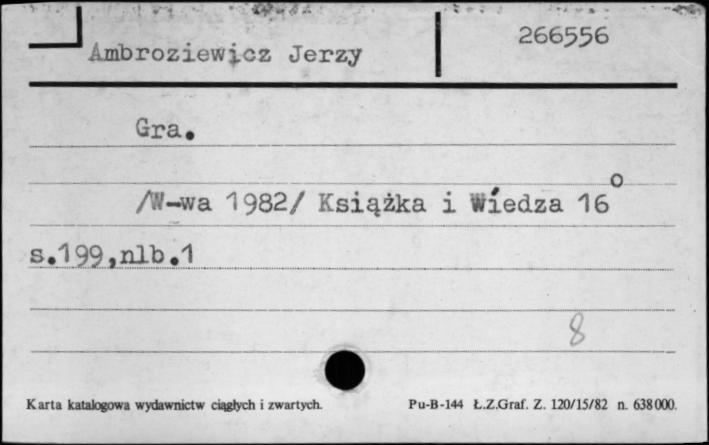 Ambroziewicz Jerzy 266556
Gra.
/W-wa 1982/ Książka i Wiedza 16°
s.199,nlb.1
8
Karta katalogowa wydawnictw ciągłych i zwartych. Pu-B-144 Ł.Z.Graf. Z. 120/15/82 n. 638000.